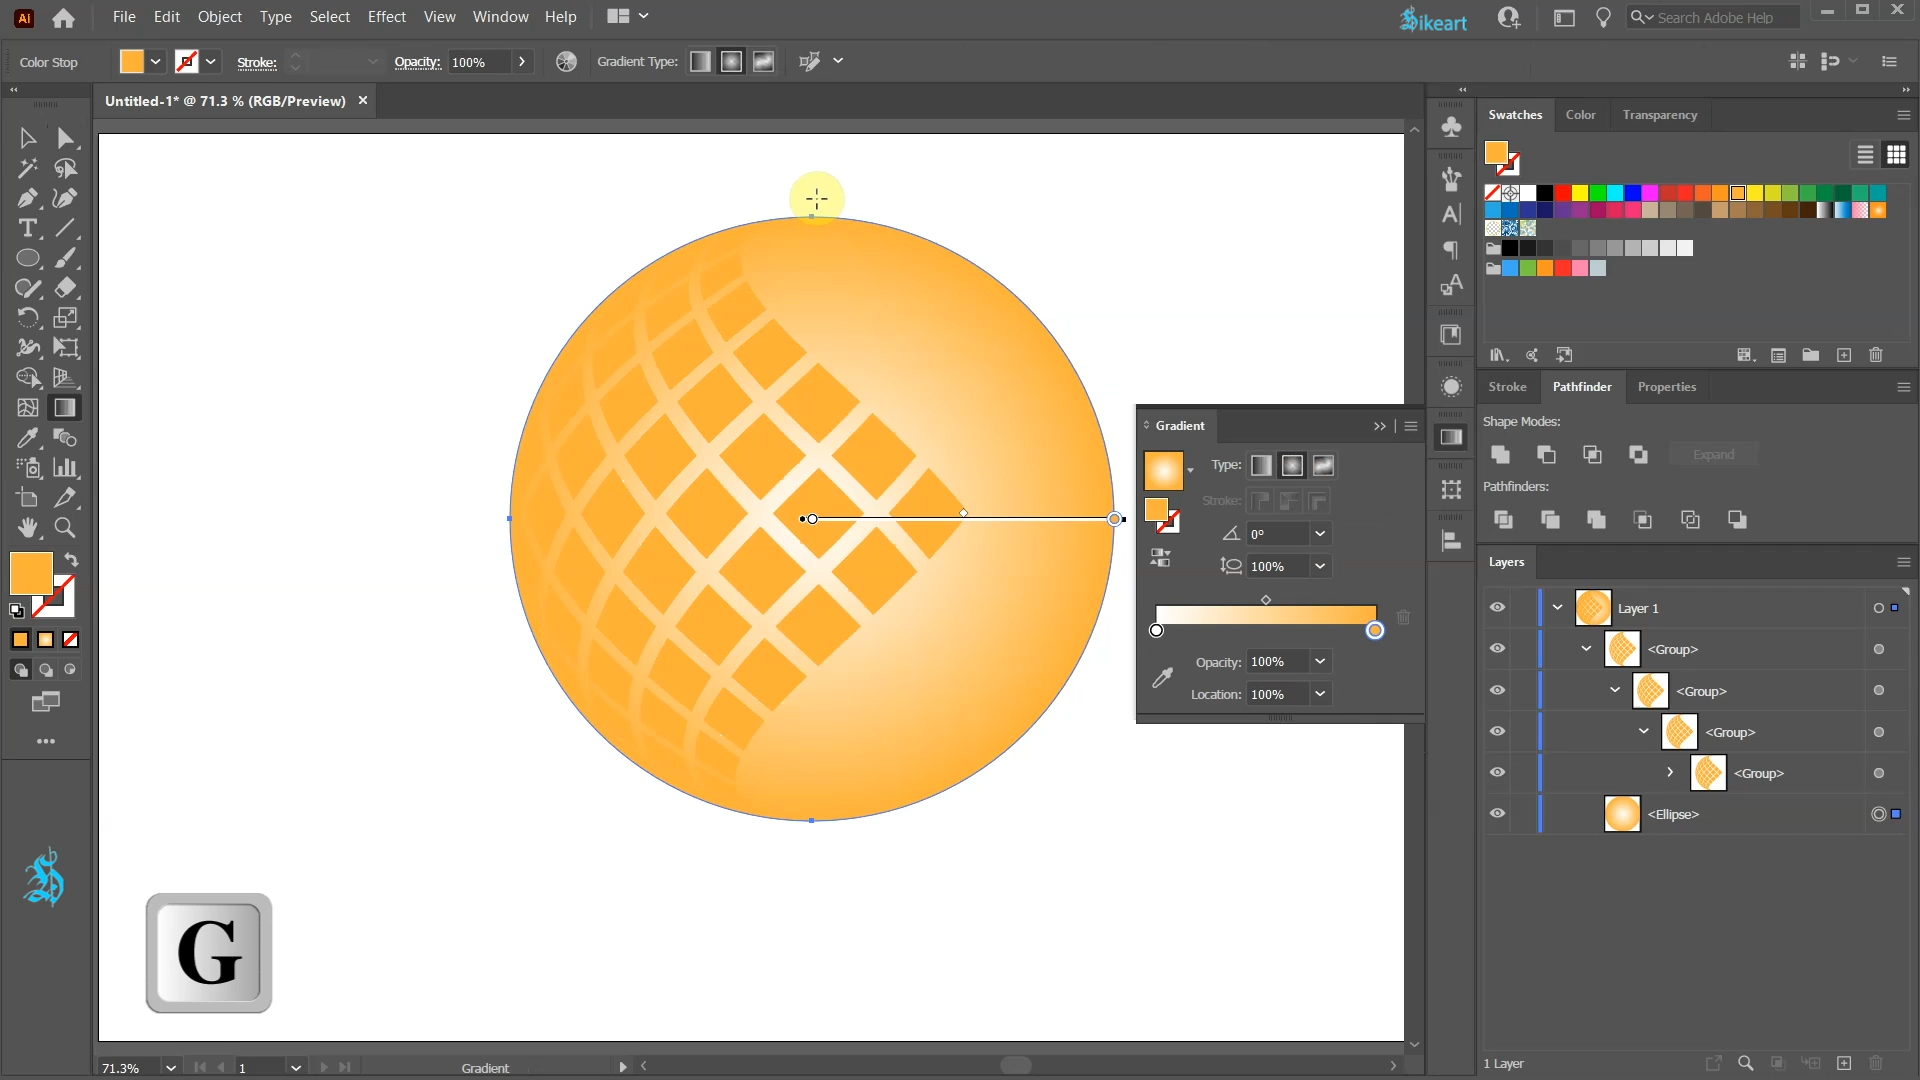 Ai
File Edit Object Type Select Effect View Window Help
Sikeart
Search Adobe Help
Color Stop
Stroke:
Opacity: 100%
Gradient Type:
Untitled-1* @ 71.3 % (RGB/Preview)
Swatches Color Transparency
Stroke Pathfinder Properties
Shape Modes:
Expand
Pathfinders:
Gradient
Type:
Stroke:
0°
100%
Opacity: 100%
Location: 100%
Layers
Layer 1
<Group>
<Group>
<Group>
<Group>
<Ellipse>
G
71.3%
1
Gradient
1 Layer